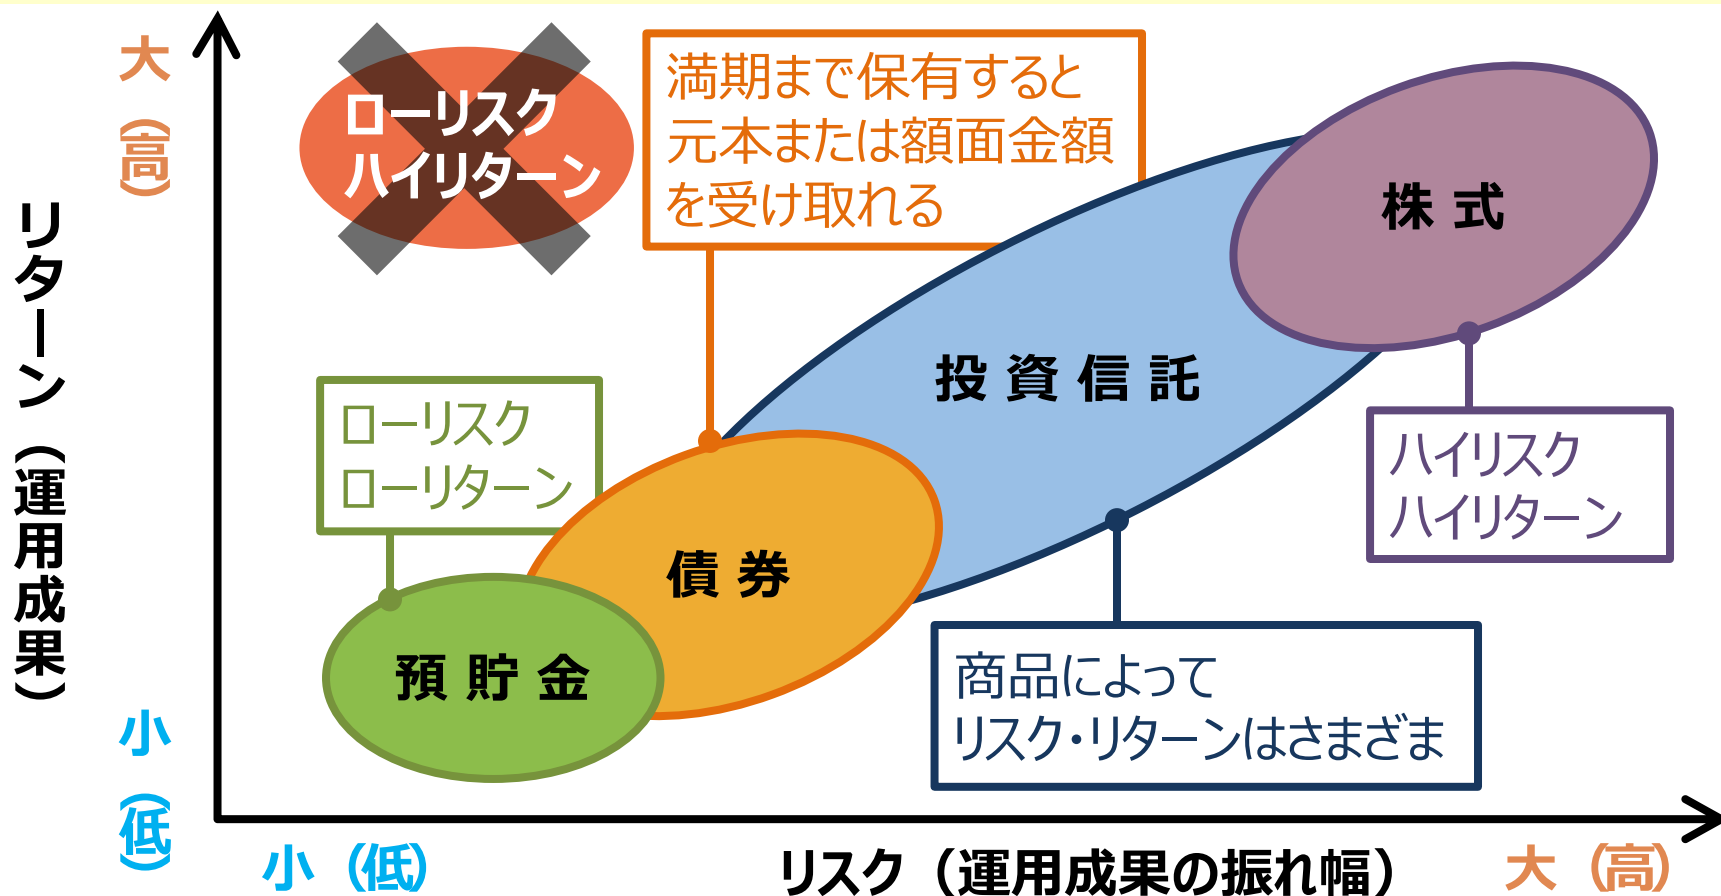 大（高）
ローリスク
ハイリターン
満期まで保有すると
元本または額面金額
を受け取れる
株式
リターン（運用成果）
投資信託
ローリスク
ローリターン
ハイリスク
ハイリターン
債券
預貯金
商品によって
リスク・リターンはさまざま
小（低）
小（低）
リスク（運用成果の振れ幅）
大（高）